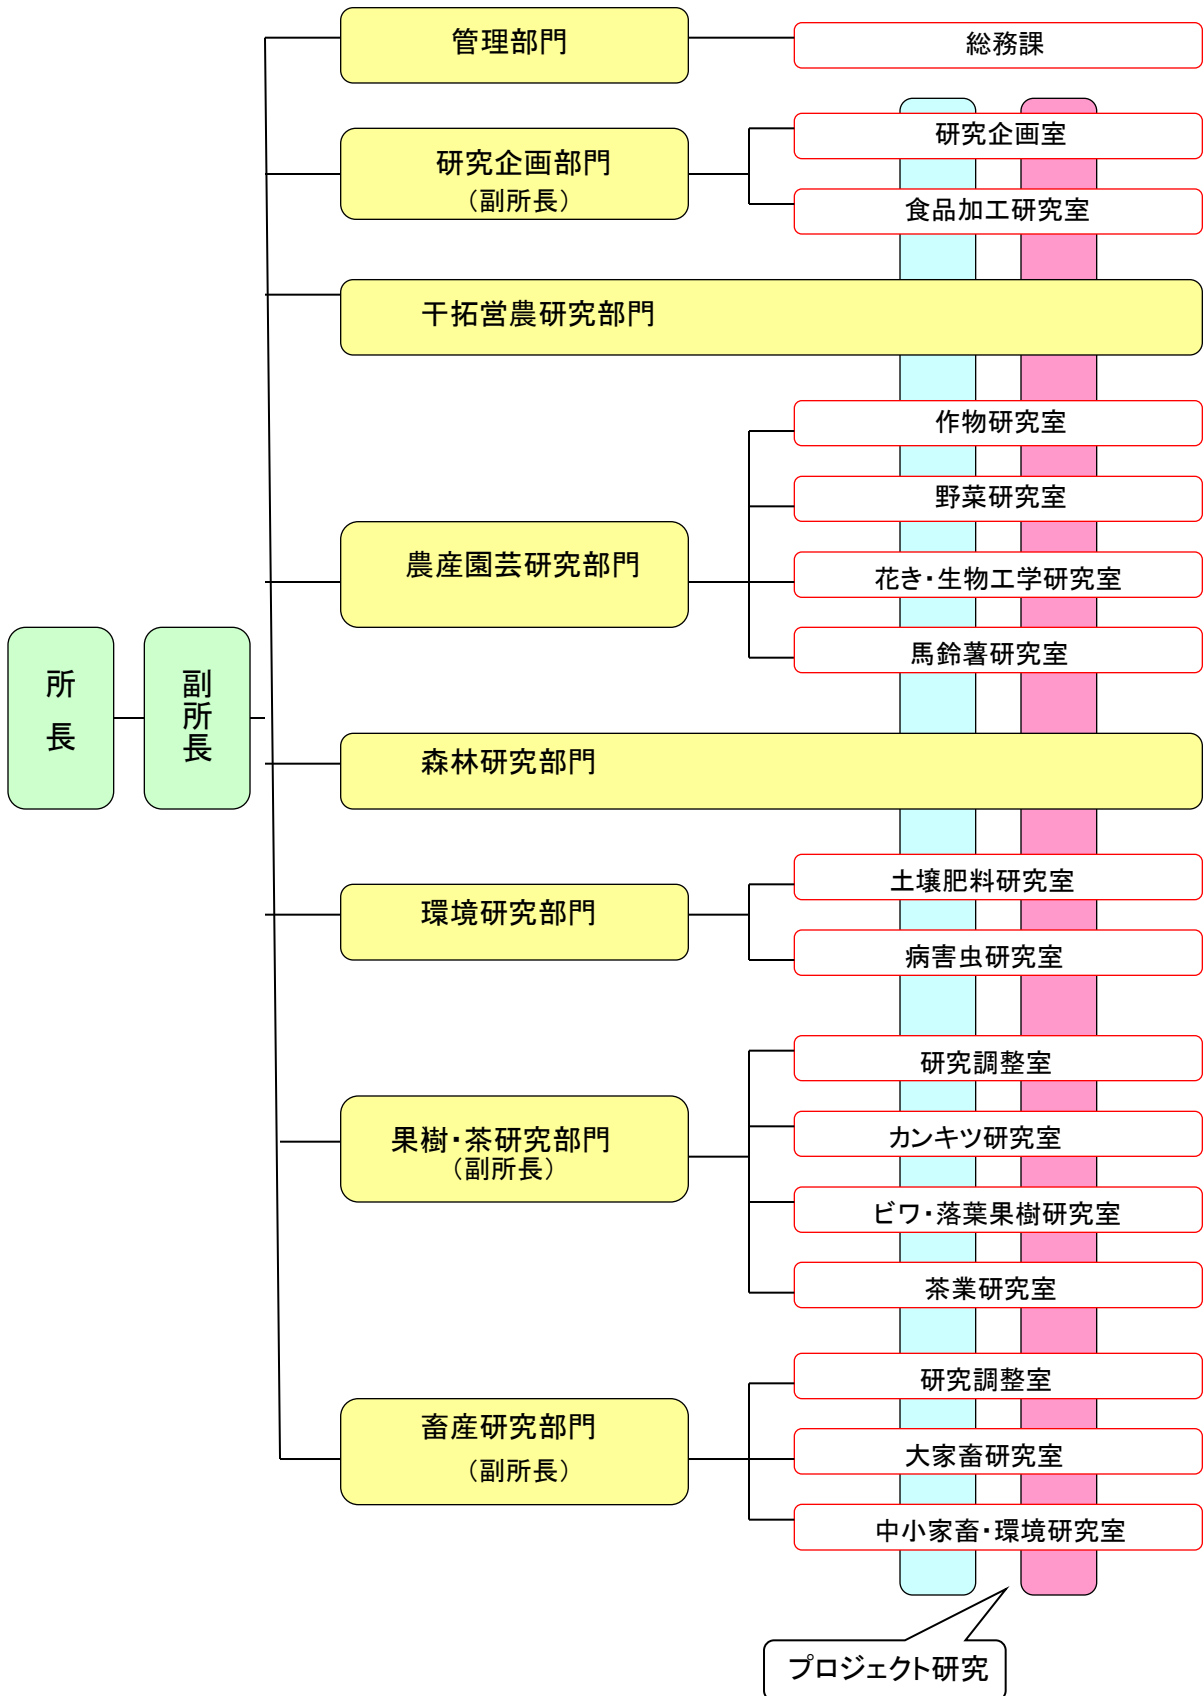 管理部門
総務課
研究企画部門
（副所長）
研究企画室
食品加工研究室
干拓営農研究部門
農産園芸研究部門
作物研究室
野菜研究室
花き・生物工学研究室
馬鈴薯研究室
所長
副所長
森林研究部門
環境研究部門
土壌肥料研究室
病害虫研究室
果樹・茶研究部門
（副所長）
研究調整室
カンキツ研究室
ビワ・落葉果樹研究室
茶業研究室
畜産研究部門
（副所長）
研究調整室
大家畜研究室
中小家畜・環境研究室
プロジェクト研究